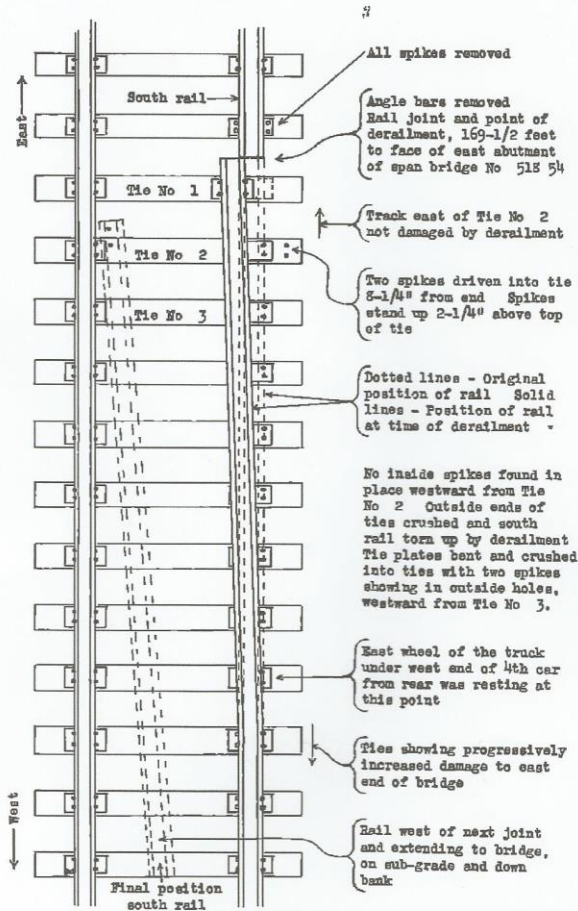 All spikes removed
South rail
East
Angle bars removed
Rail joint and point of
derailment, 169-1/2 feet
to face of east abutment
of span bridge No 518 54
Tie No 1
Track east of Tie No 2
not damaged by derailment
Tie No 2
Two spikes driven into tie
8-1/4" from end Spikes
stand up 2-1/4" above top
of tie
Tie No 3
Dotted lines - Original
position of rail Solid
lines - Position of rail
at time of derailment
No inside spikes found in
place westward from Tie
No 2 Outside ends of
ties crushed and south
rail torn up by derailment
Tie plates bent and crushed
into ties with two spikes
showing in outside holes,
westward from Tie No 3.
East wheel of the truck
under west end of 4th car
from rear was resting at
this point
Ties showing progressively
increased damage to east
end of bridge
West
Rail west of next joint
and extending to bridge,
on sub-grade and down
bank
Final position
south rail